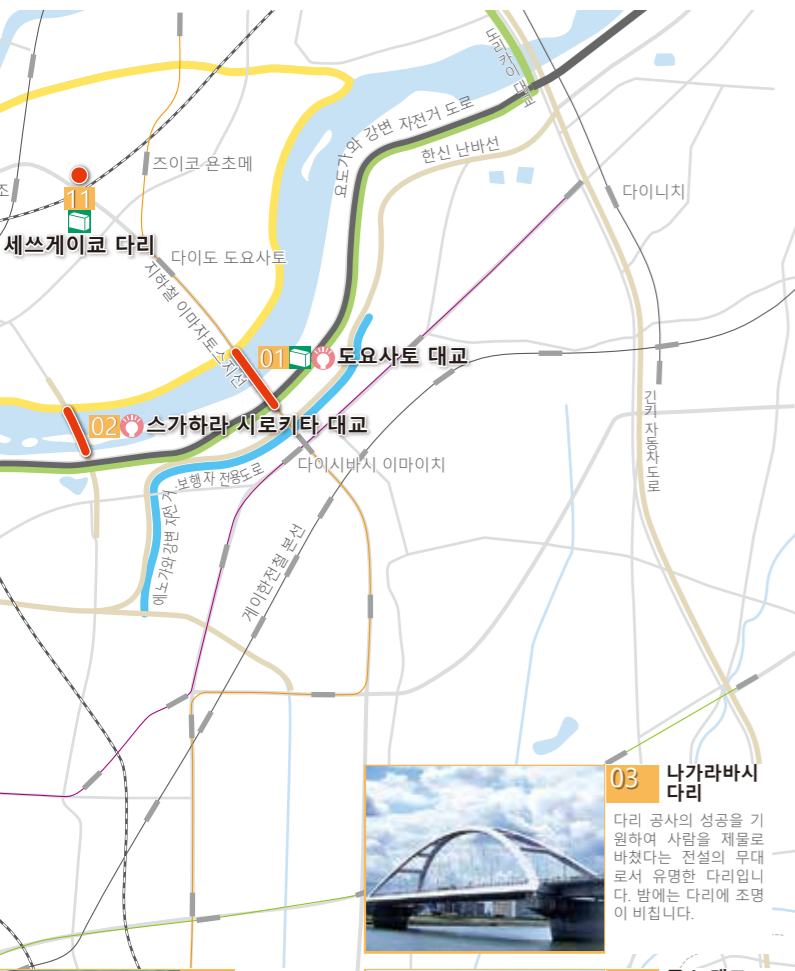 대교
요도가와 강변 자전거 도로
한신 난바선
즈이코 욘초메
다이니치
조
11
세쓰게이쿄 다리
다이도 도요사토
지하철 이마자토스지선
01 도요사토 대교
02 스가하라 시로키타 대교
다이시바시 이마이치
긴키 자동차 도로
에노가와 강변 자전거·보행자 전용도로
게이한전철 본선
03 나가라바시
다리
다리 공사의 성공을 기
원하여 사람을 제물로
바쳤다는 전설의 무대
로서 유명한 다리입니
다. 밤에는 다리에 조명
이 비칩니다.